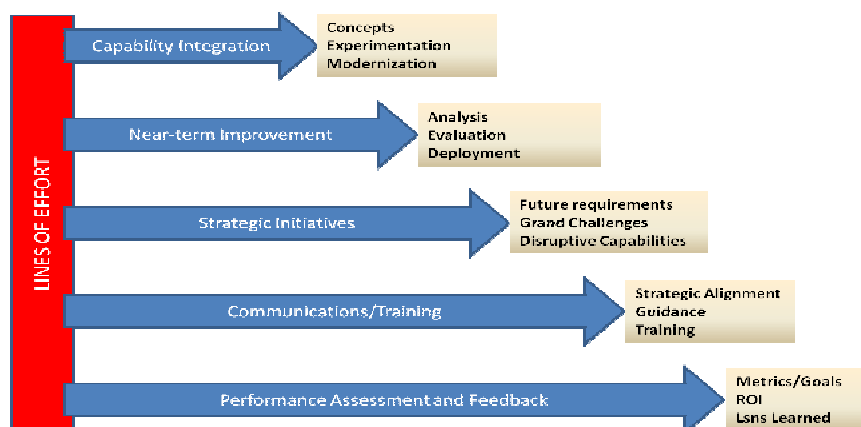 LINES OF EFFORT
Capability Integration
Concepts
Experimentation
Modernization
Near-term Improvement
Analysis
Evaluation
Deployment
Strategic Initiatives
Future requirements
Grand Challenges
Disruptive Capabilities
Communications/Training
Strategic Alignment
Guidance
Training
Performance Assessment and Feedback
Metrics/Goals
ROI
Lsns Learned